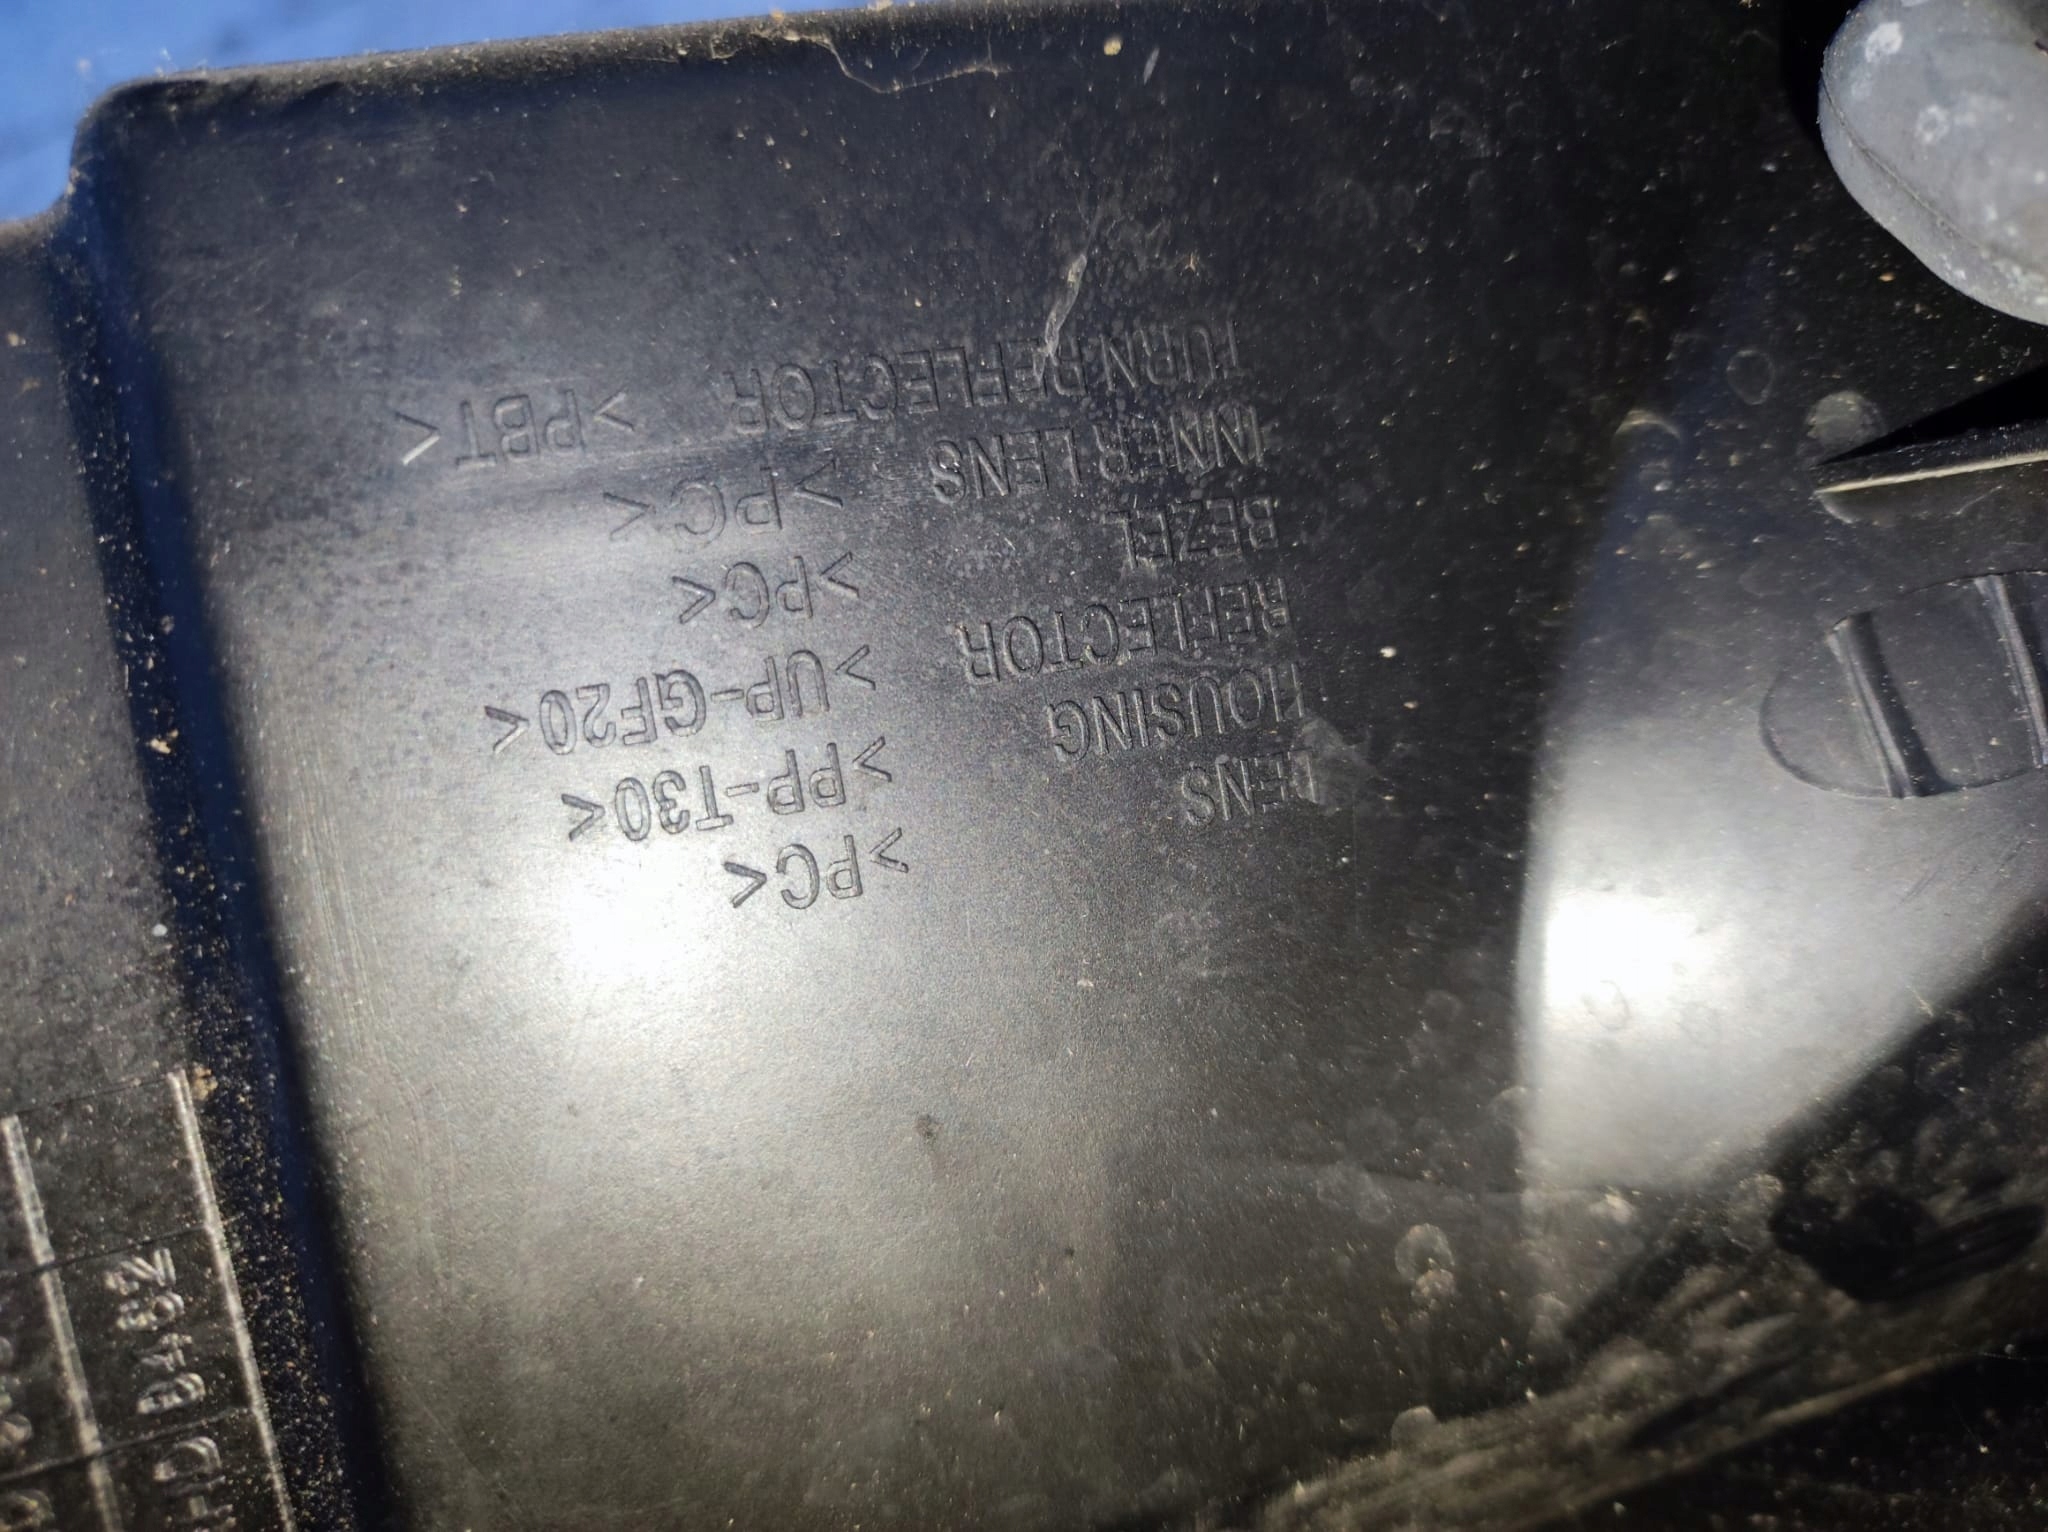 LENS >PC<
HOUSING >PP-T30<
REFLECTOR >UP-GF20<
BEZEL >PC<
INNER LENS >PC<
TURN REFLECTOR >PBT<